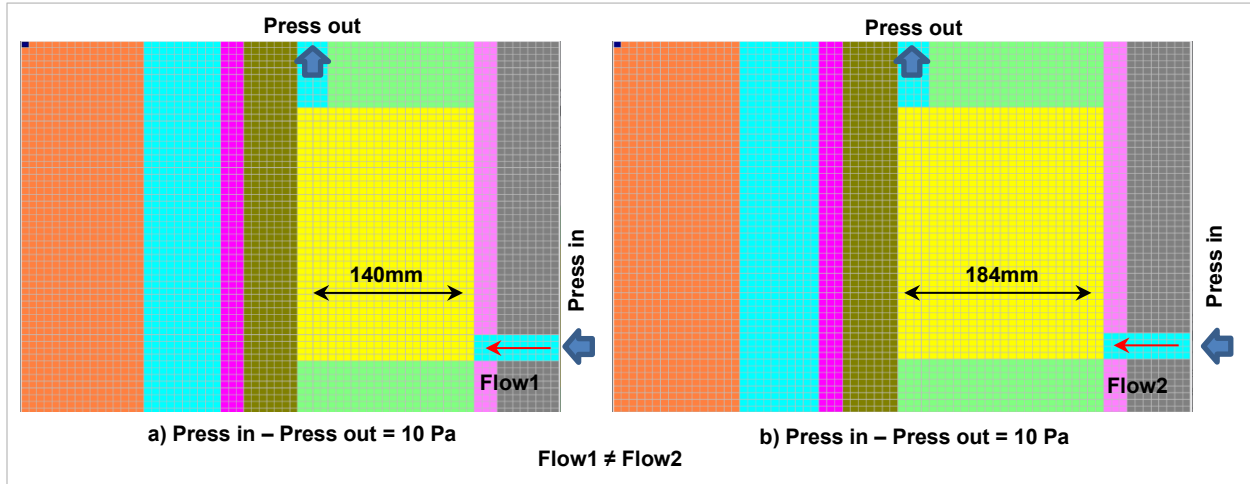 Press out
Press out
140mm
184mm
Press in
Press in
Flow1
Flow2
a) Press in – Press out = 10 Pa
b) Press in – Press out = 10 Pa
Flow1 ≠ Flow2